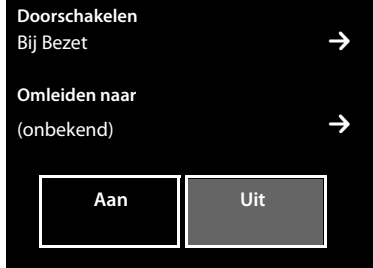 Doorschakelen
Bij Bezet
Omleiden naar
(onbekend)
Aan Uit